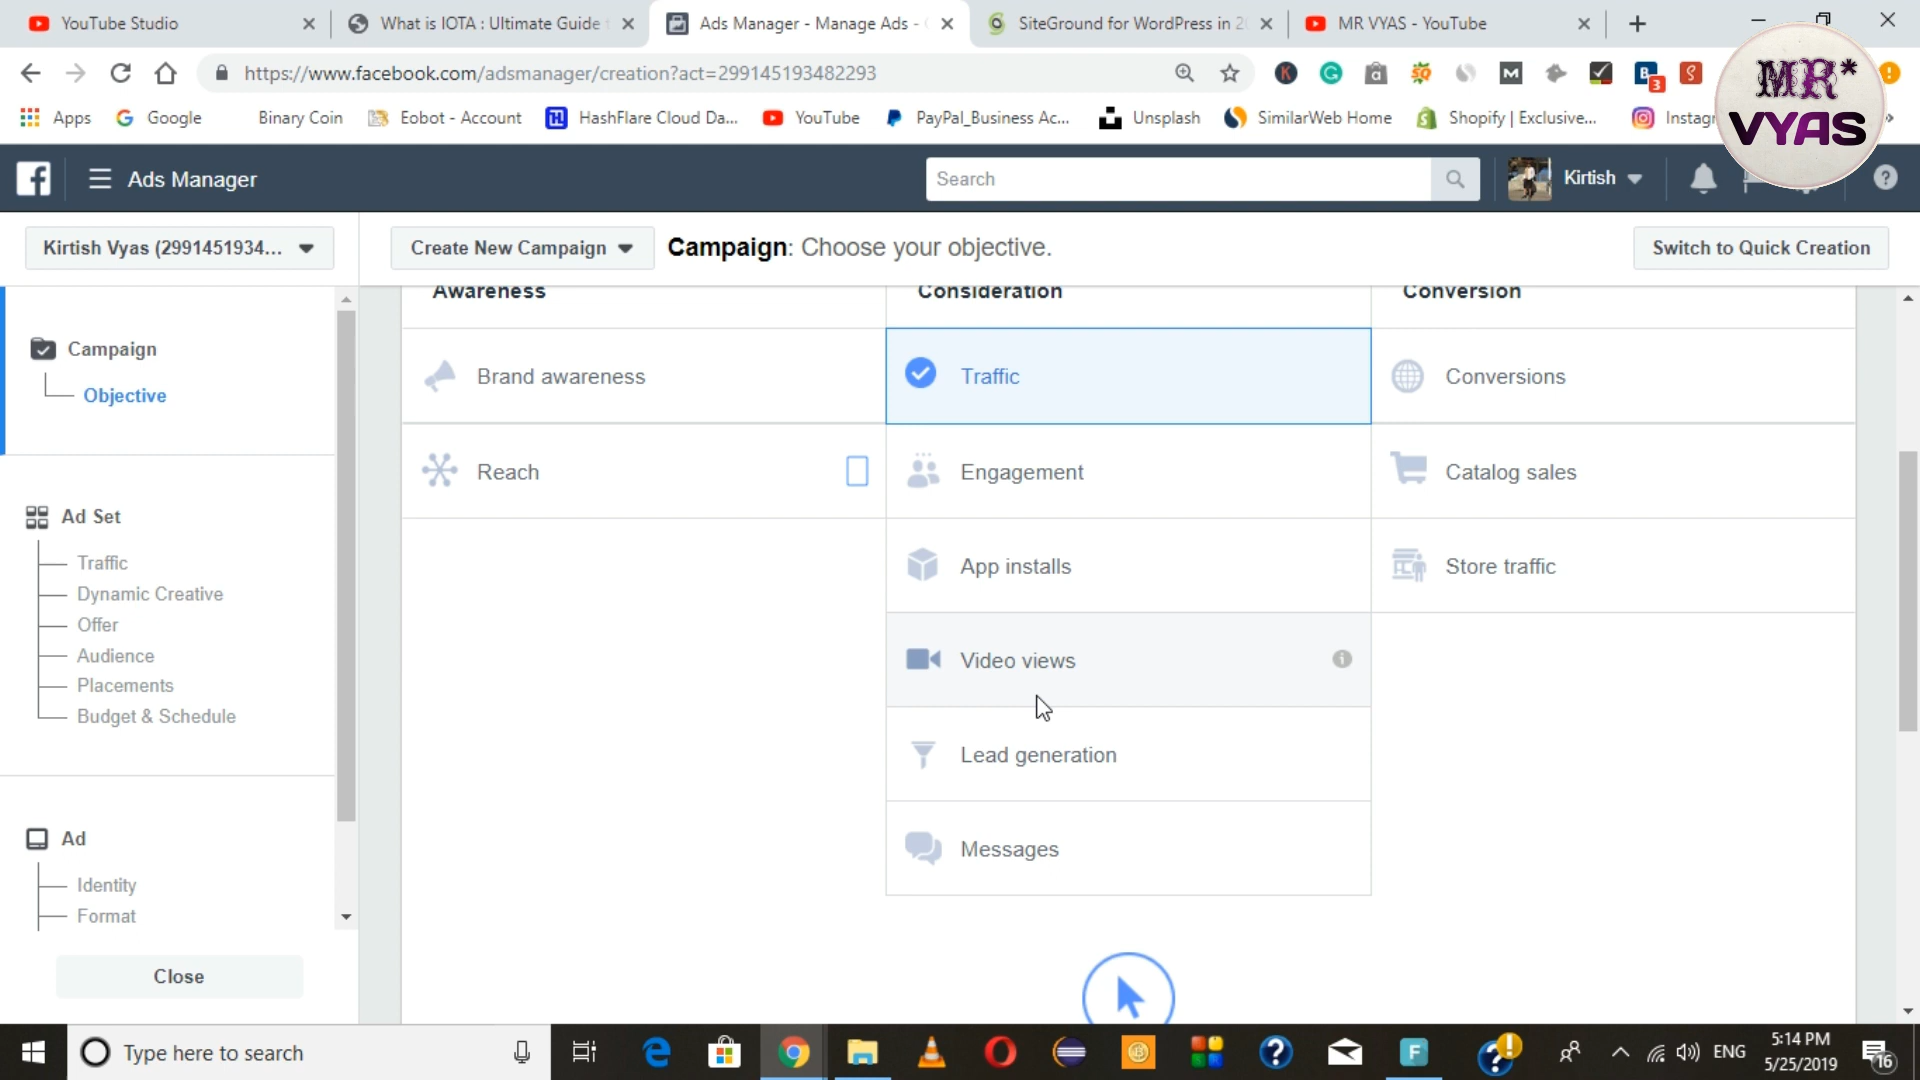 YouTube Studio
What is IOTA : Ultimate Guide
Ads Manager - Manage Ads -
SiteGround for WordPress in 2
MR VYAS - YouTube
https://www.facebook.com/adsmanager/creation?act=299145193482293
Apps
Google
Binary Coin
Eobot - Account
HashFlare Cloud Da...
YouTube
PayPal_Business Ac...
Unsplash
SimilarWeb Home
Shopify | Exclusive...
Instagr
MR*
VYAS
Ads Manager
Search
Kirtish
Kirtish Vyas (2991451934...
Create New Campaign
Campaign: Choose your objective.
Switch to Quick Creation
Campaign
Objective
Ad Set
Traffic
Dynamic Creative
Offer
Audience
Placements
Budget & Schedule
Ad
Identity
Format
Close
Awareness
Consideration
Conversion
Brand awareness
Traffic
Conversions
Reach
Engagement
Catalog sales
App installs
Store traffic
Video views
Lead generation
Messages
Type here to search
ENG
5:14 PM
5/25/2019
16